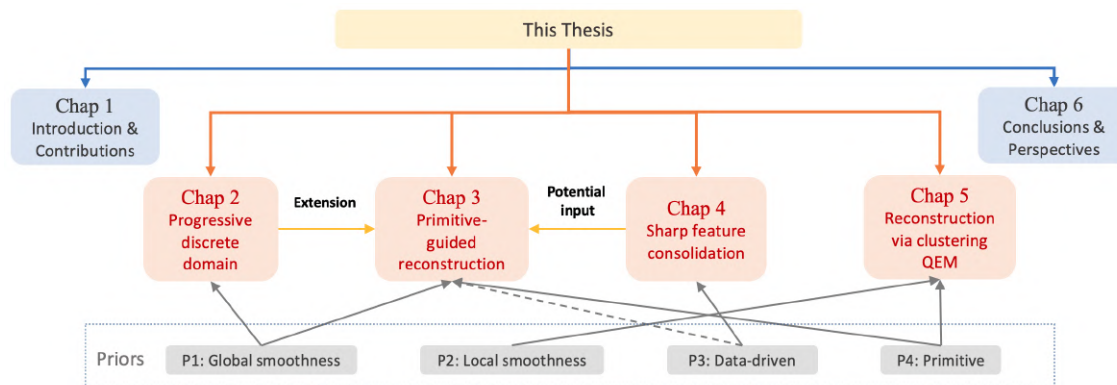 This Thesis
Chap 1
Introduction &
Contributions
Chap 6
Conclusions &
Perspectives
Chap 2
Progressive
discrete
domain
Extension
Chap 3
Primitive-
guided
reconstruction
Potential
input
Chap 4
Sharp feature
consolidation
Chap 5
Reconstruction
via clustering
QEM
Priors
P1: Global smoothness
P2: Local smoothness
P3: Data-driven
P4: Primitive